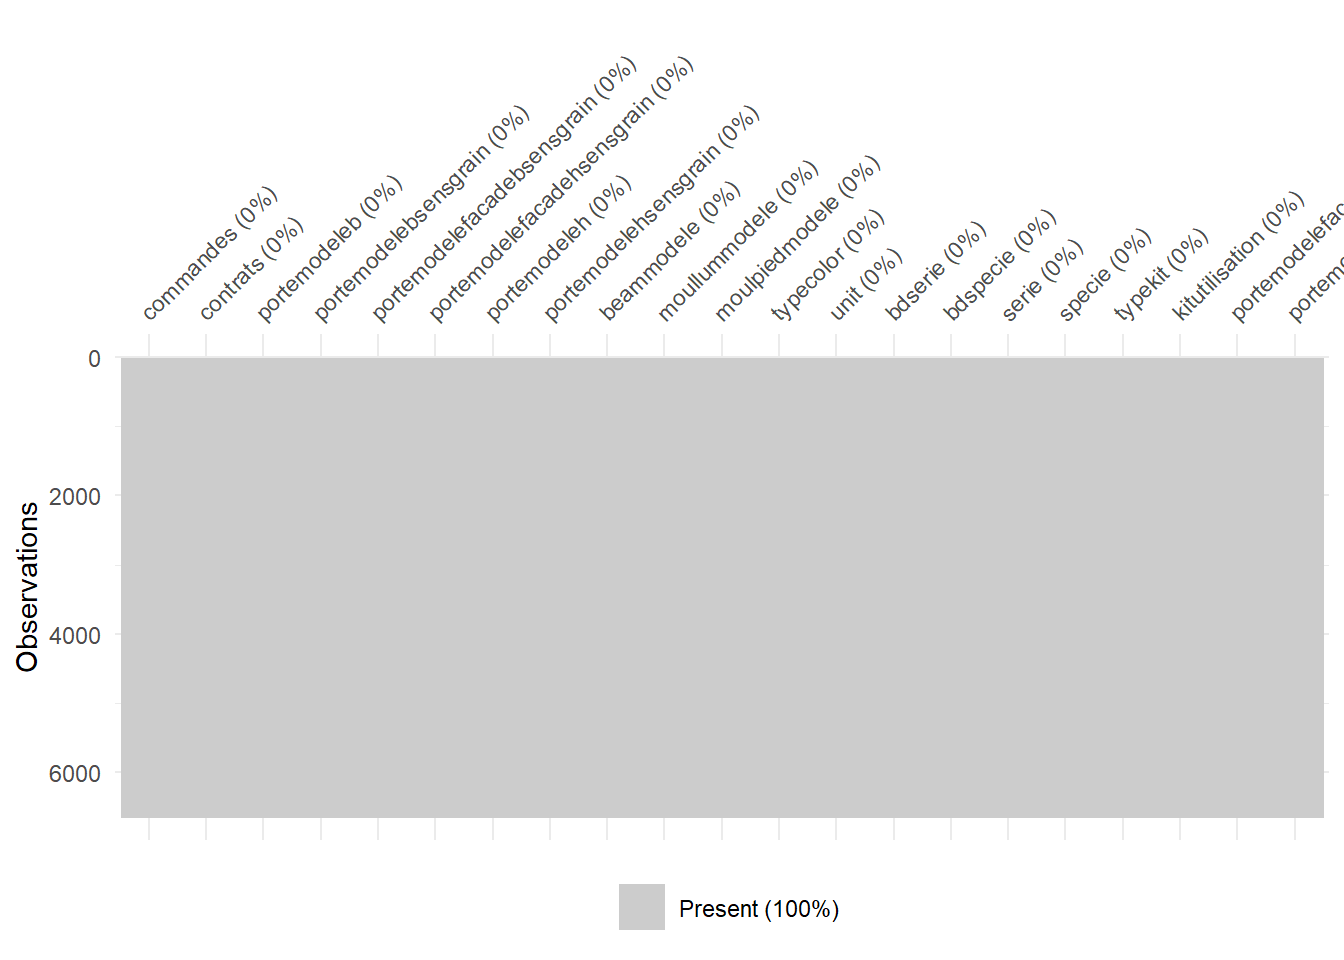 commandes (0%)
contrats (0%)
portemodeleb (0%)
portemodelebsensgrain (0%)
portemodelefacadebsensgrain (0%)
portemodelefacadehsensgrain (0%)
portemodeleh (0%)
portemodelehsensgrain (0%)
beammodele (0%)
moullummodele (0%)
moulpiedmodele (0%)
typecolor (0%)
unit (0%)
bdserie (0%)
bdspecie (0%)
serie (0%)
specie (0%)
typekit (0%)
kitutilisation (0%)
portemodelefac
portemo
0
2000
4000
6000
Observations
Present (100%)